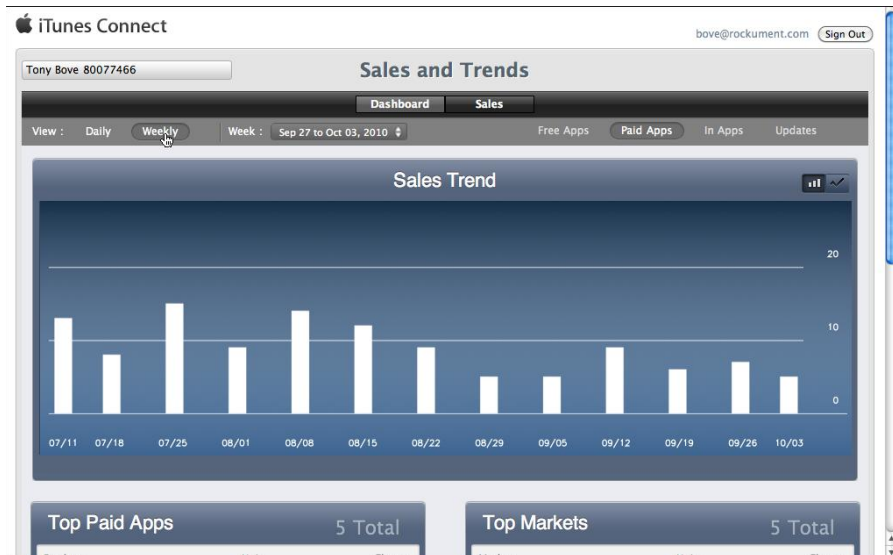 iTunes Connect
bove@rockument.com Sign Out
Tony Bove 80077466
Sales and Trends
Dashboard Sales
View : Daily Weekly Week : Sep 27 to Oct 03, 2010 Free Apps Paid Apps In Apps Updates
Sales Trend
20
10
0
07/11 07/18 07/25 08/01 08/08 08/15 08/22 08/29 09/05 09/12 09/19 09/26 10/03
Top Paid Apps 5 Total Top Markets 5 Total